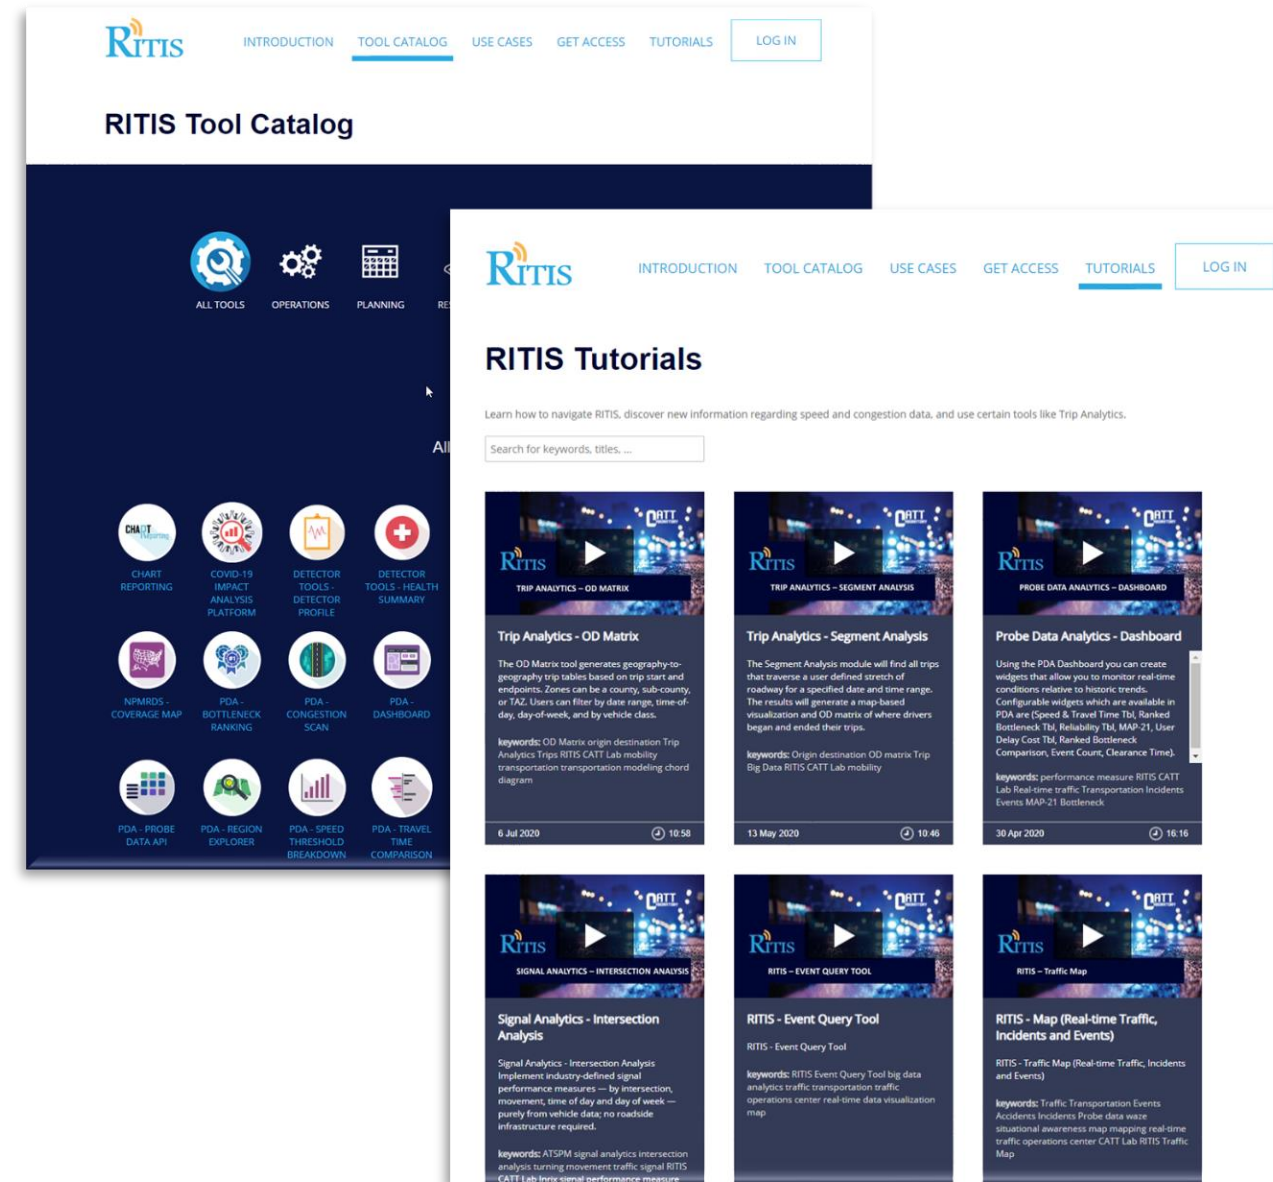 RITIS
INTRODUCTION TOOL CATALOG USE CASES GET ACCESS TUTORIALS LOG IN
RITIS Tool Catalog
ALL TOOLS OPERATIONS PLANNING RES
All
CHART
Reporting
CHART
REPORTING
COVID-19
IMPACT
ANALYSIS
PLATFORM
DETECTOR
TOOLS -
DETECTOR
PROFILE
DETECTOR
TOOLS - HEALTH
SUMMARY
NPMRDS -
COVERAGE MAP
#1
PDA -
BOTTLENECK
RANKING
PDA -
CONGESTION
SCAN
PDA -
DASHBOARD
PDA - PROBE
DATA API
PDA - REGION
EXPLORER
PDA - SPEED
THRESHOLD
BREAKDOWN
PDA - TRAVEL
TIME
COMPARISON
RITIS
INTRODUCTION TOOL CATALOG USE CASES GET ACCESS TUTORIALS LOG IN
RITIS Tutorials
Learn how to navigate RITIS, discover new information regarding speed and congestion data, and use certain tools like Trip Analytics.
Search for keywords, titles, ...
CATT
RITIS
TRIP ANALYTICS – OD MATRIX
Trip Analytics - OD Matrix
The OD Matrix tool generates geography-to-
geography trip tables based on trip start and
endpoints. Zones can be a county, sub-county,
or TAZ. Users can filter by date range, time-of-
day, day-of-week, and by vehicle class.
keywords: OD Matrix origin destination Trip
Analytics Trips RITIS CATT Lab mobility
transportation transportation modeling chord
diagram
6 Jul 2020 10:58
CATT
RITIS
TRIP ANALYTICS – SEGMENT ANALYSIS
Trip Analytics - Segment Analysis
The Segment Analysis module will find all trips
that traverse a user defined stretch of
roadway for a specified date and time range.
The results will generate a map-based
visualization and OD matrix of where drivers
began and ended their trips.
keywords: Origin destination OD matrix Trip
Big Data RITIS CATT Lab mobility
13 May 2020 10:46
CATT
RITIS
PROBE DATA ANALYTICS – DASHBOARD
Probe Data Analytics - Dashboard
Using the PDA Dashboard you can create
widgets that allow you to monitor real-time
conditions relative to historic trends.
Configurable widgets which are available in
PDA are (Speed & Travel Time Tbl, Ranked
Bottleneck Tbl, Reliability Tbl, MAP-21, User
Delay Cost Tbl, Ranked Bottleneck
Comparison, Event Count, Clearance Time).
keywords: performance measure RITIS CATT
Lab Real-time traffic Transportation Incidents
Events MAP-21 Bottleneck
30 Apr 2020 16:16
CATT
RITIS
SIGNAL ANALYTICS – INTERSECTION ANALYSIS
Signal Analytics - Intersection
Analysis
Signal Analytics - Intersection Analysis
Implement industry-defined signal
performance measures — by intersection,
movement, time of day and day of week —
purely from vehicle data; no roadside
infrastructure required.
keywords: ATSPM signal analytics intersection
analysis turning movement traffic signal RITIS
CATT Lab Inrix signal performance measure
CATT
RITIS
RITIS – EVENT QUERY TOOL
RITIS - Event Query Tool
RITIS - Event Query Tool
keywords: RITIS Event Query Tool big data
analytics traffic transportation traffic
operations center real-time data visualization
map
CATT
RITIS
RITIS – Traffic Map
RITIS - Map (Real-time Traffic,
Incidents and Events)
RITIS - Traffic Map (Real-time Traffic, Incidents
and Events)
keywords: Traffic Transportation Events
Accidents Incidents Probe data waze
situational awareness map mapping real-time
traffic operations center CATT Lab RITIS Traffic
Map